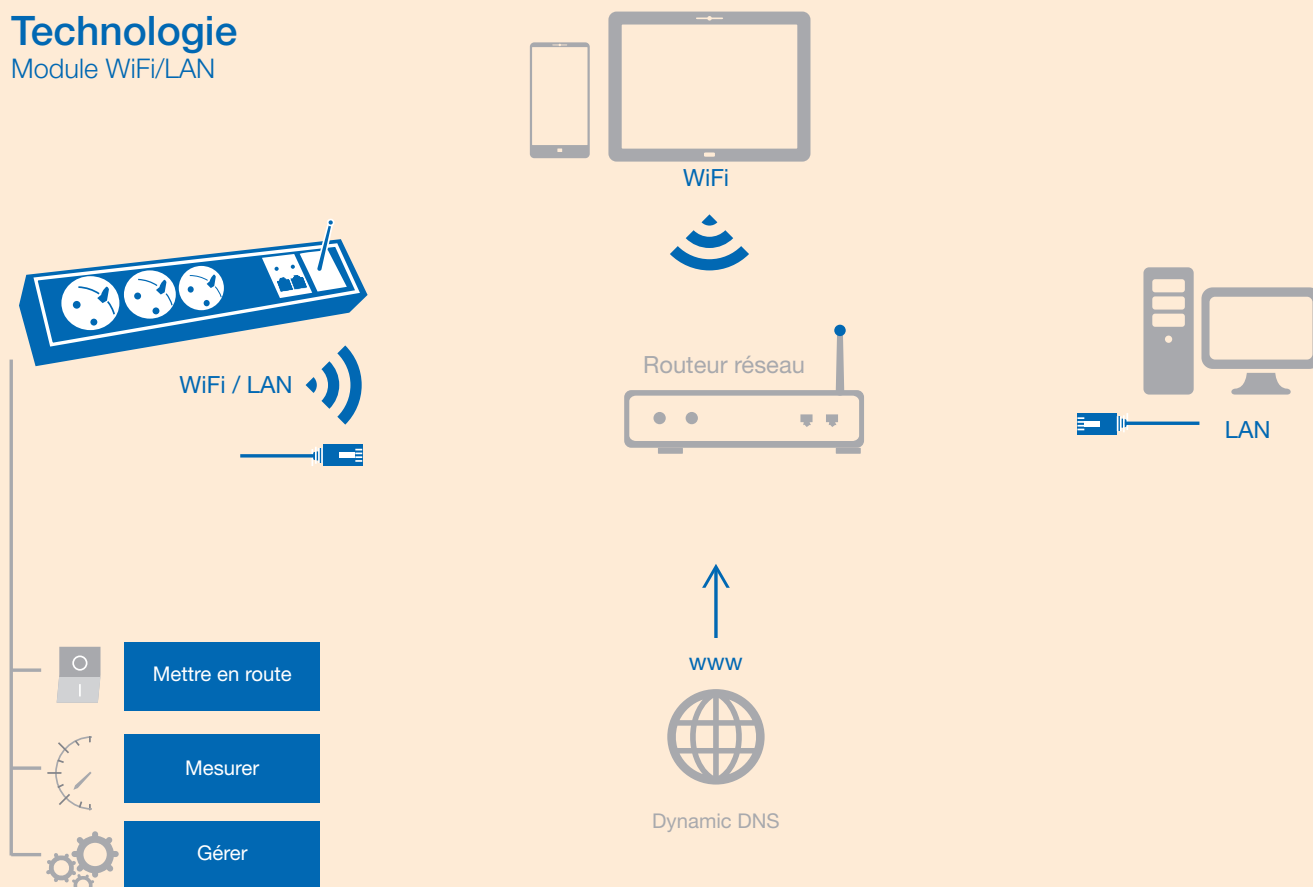 Technologie
Module WiFi/LAN
WiFi
WiFi / LAN
Routeur réseau
LAN
www
Dynamic DNS
Mettre en route
Mesurer
Gérer